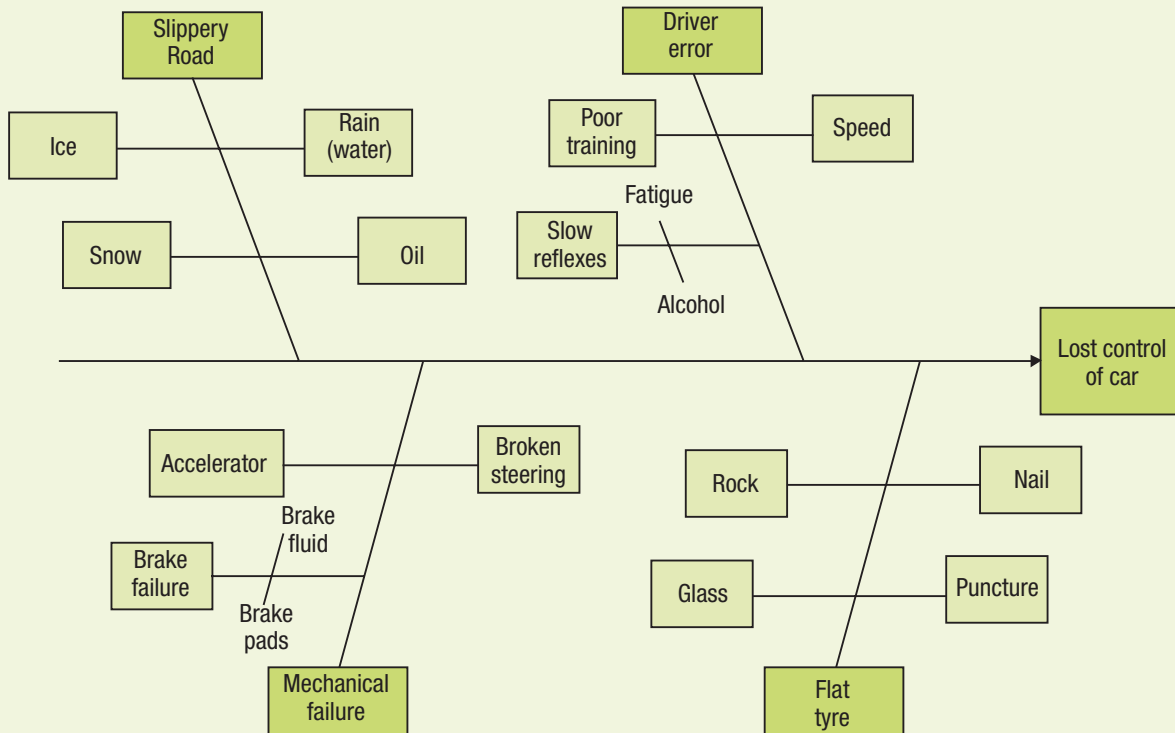 Slippery
Road
Driver
error
Ice
Rain
(water)
Poor
training
Speed
Fatigue
Snow
Oil
Slow
reflexes
Alcohol
Lost control
of car
Accelerator
Broken
steering
Rock
Nail
Brake
fluid
Brake
failure
Brake
pads
Glass
Puncture
Mechanical
failure
Flat
tyre